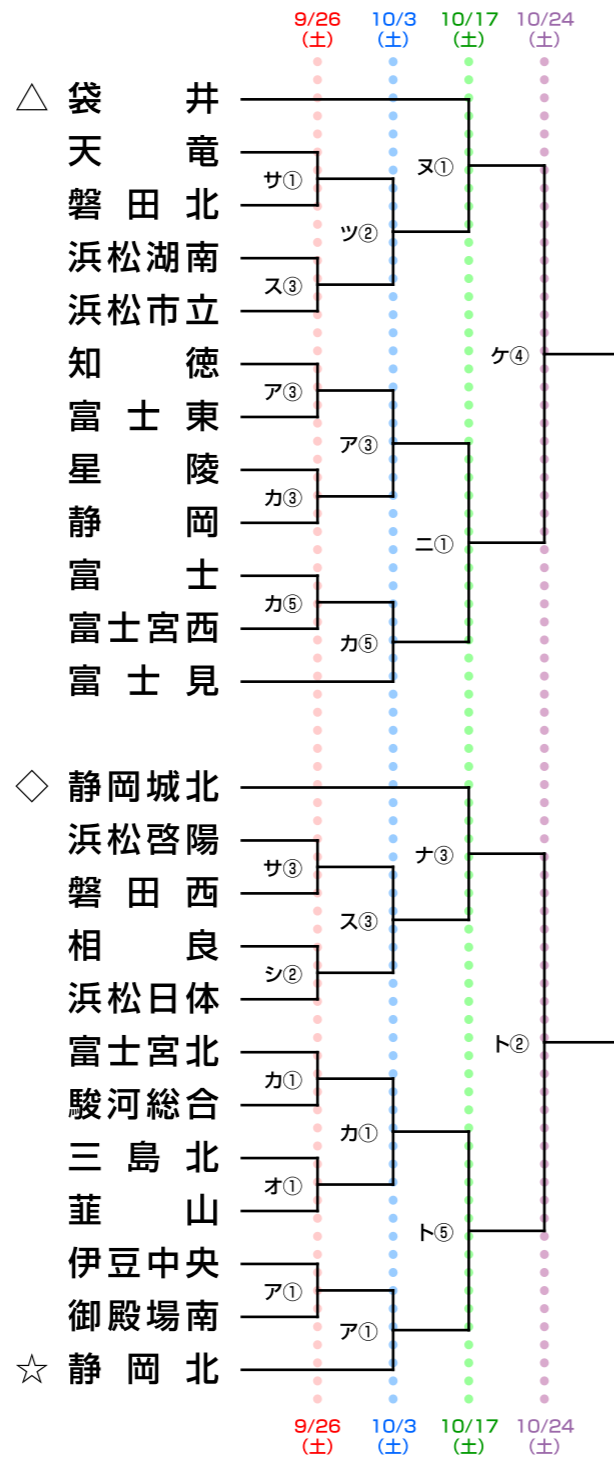 9/26 10/3 10/17 10/24
(土) (土) (土) (土)
△ 袋井
天竜
サ①
ヌ①
磐田北
ツ②
浜松湖南
ス③
浜松市立
ケ④
知徳
ア③
富士東
ア③
星陵
カ③
静岡
ニ①
富士
カ⑤
富士宮西
カ⑤
富士見
◇ 静岡城北
浜松啓陽
ナ③
サ③
磐田西
ス③
相良
シ②
浜松日体
ト②
富士宮北
カ①
駿河総合
カ①
三島北
オ①
韮山
ト⑤
伊豆中央
ア①
御殿場南
ア①
☆ 静岡北
9/26 10/3 10/17 10/24
(土) (土) (土) (土)